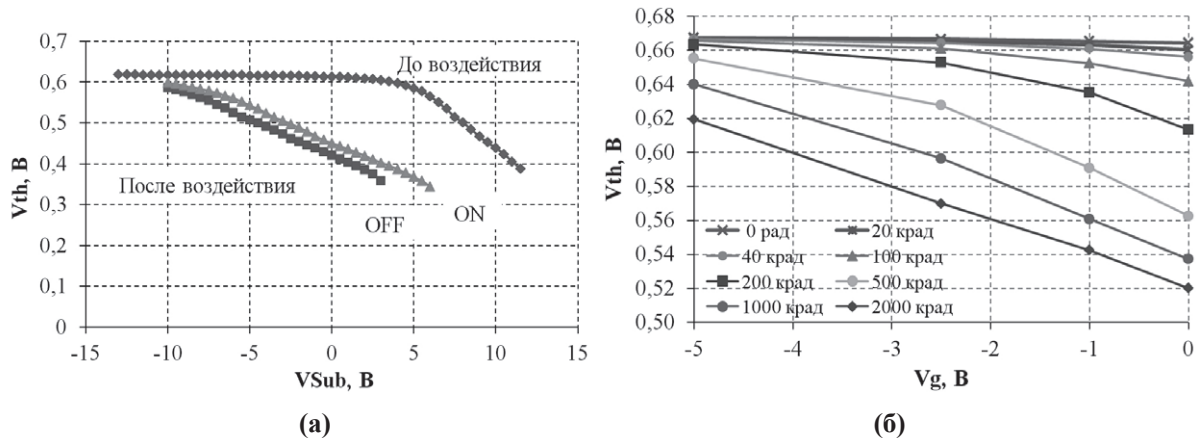 0,7
0,6
0,5
0,4
0,3
0,2
0,1
0
Vth, В
До воздействия
После воздействия
OFF
ON
-15
-10
-5
0
5
10
15
VSub, В
(а)
0,68
0,66
0,64
0,62
0,60
0,58
0,56
0,54
0,52
0,50
Vth, В
0 рад
20 крад
40 крад
100 крад
200 крад
500 крад
1000 крад
2000 крад
-5
-4
-3
-2
-1
0
Vg, В
(б)